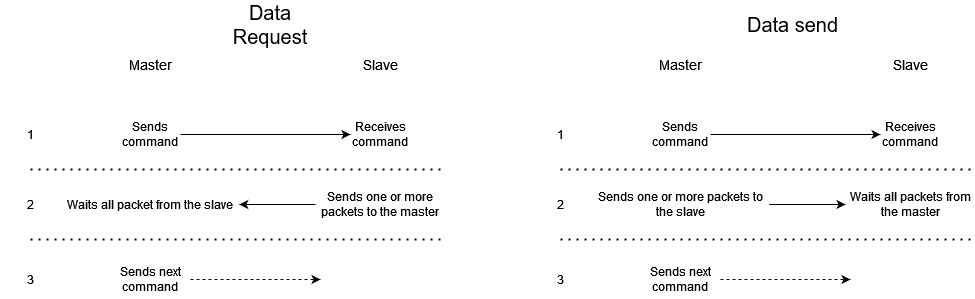 Data
Request
Master Slave
1 Sends
command
Receives
command
2 Waits all packet from the slave
Sends one or more
packets to the master
3 Sends next
command
Data send
Master Slave
1 Sends
command
Receives
command
2 Sends one or more packets to
the slave
Waits all packets from
the master
3 Sends next
command